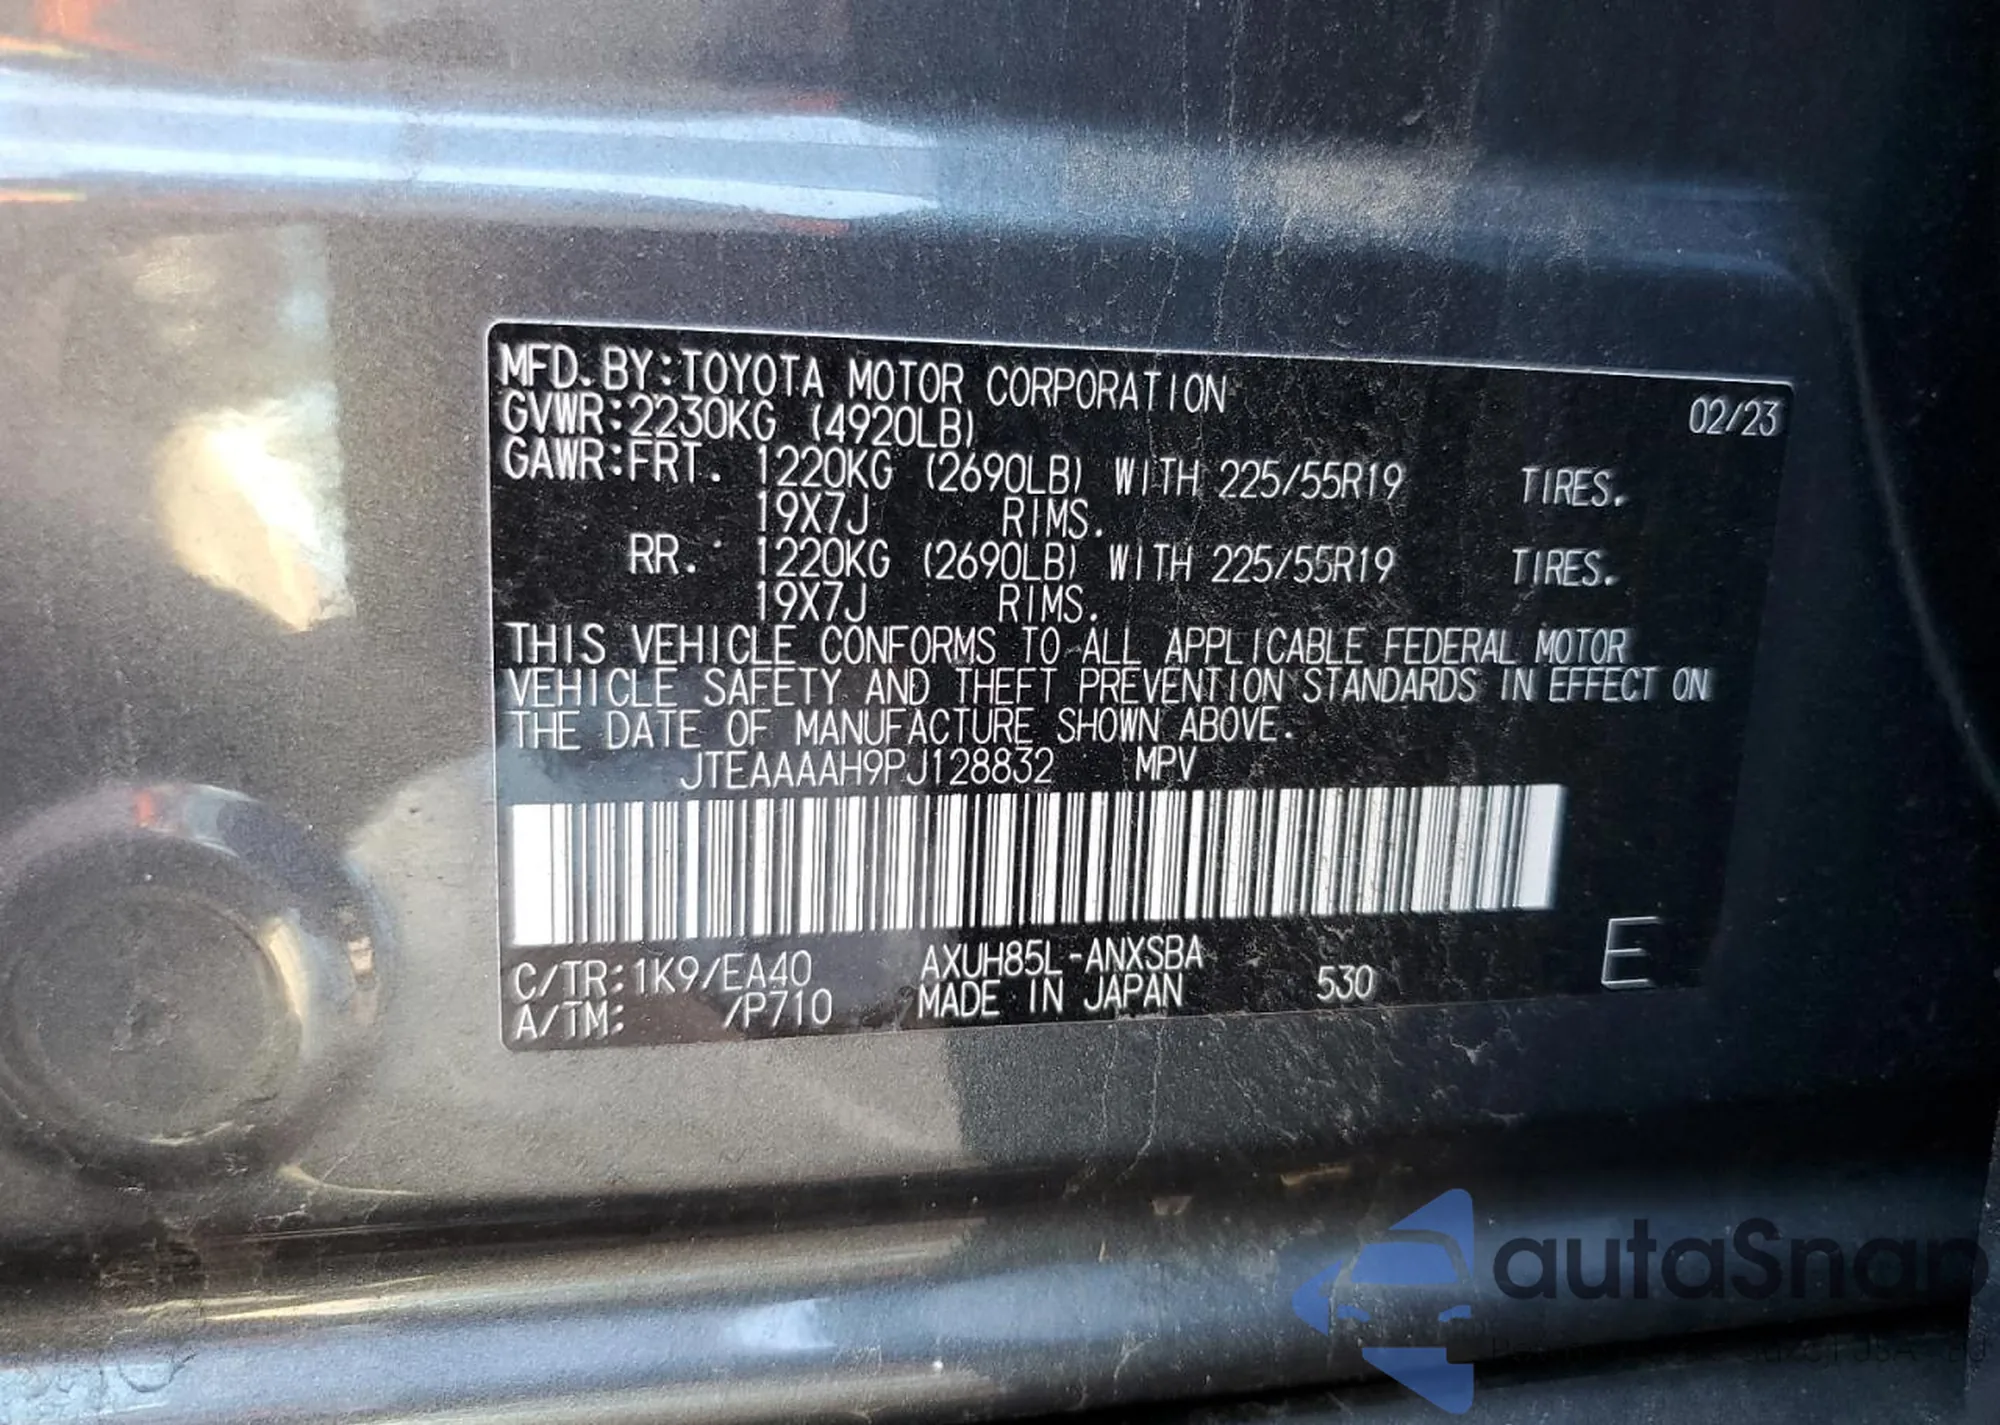 MFD. BY:TOYOTA MOTOR CORPORATION 02/23
GVWR:2230KG (4920LB)
GAWR:FRT. 1220KG (2690LB) WITH 225/55R19 TIRES.
19X7J RIMS.
RR. : 1220KG (2690LB) WITH 225/55R19 TIRES.
19X7J RIMS.
THIS VEHICLE CONFORMS TO ALL APPLICABLE FEDERAL MOTOR
VEHICLE SAFETY AND THEFT PREVENTION STANDARDS IN EFFECT ON
THE DATE OF MANUFACTURE SHOWN ABOVE.
JTEAAAAH9PJ128832 MPV
C/TR:1K9/EA40 AXUH85L-ANXSBA
A/TM: /P710 MADE IN JAPAN 530 E
autaSnap